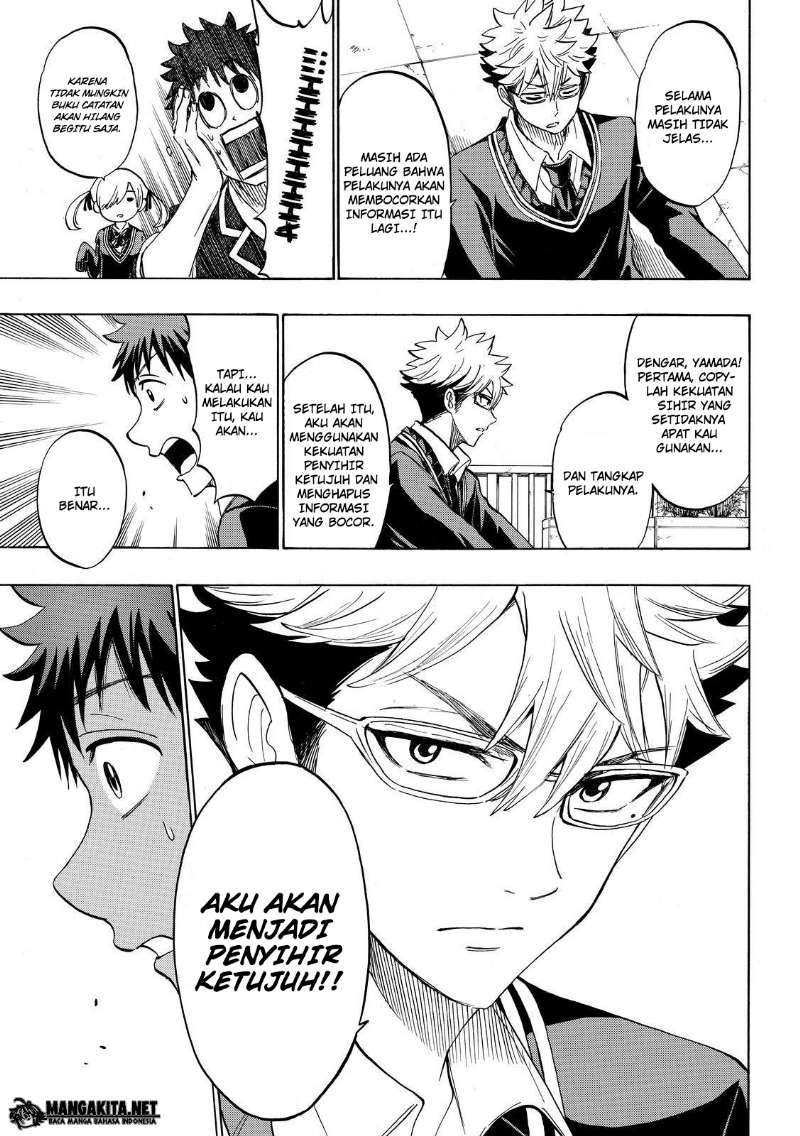 SELAMA
PELAKUNYA
MASIH TIDAK
JELAS...
MASIH ADA
PELUANG BAHWA
PELAKUNYA AKAN
MEMBOCORKAN
INFORMASI ITU
LAGI...!
AHHHHHHH!!!
KARENA
TIDAK MUNGKIN
BUKU CATATAN
AKAN HILANG
BEGITU SAJA.
DENGAR, YAMADA!
PERTAMA, COPY-
LAH KEKUATAN
SIHIR YANG
SETIDAKNYA
APAT KAU
GUNAKAN...
DAN TANGKAP
PELAKUNYA.
SETELAH ITU,
AKU AKAN
MENGGUNAKAN
KEKUATAN
PENYIHIR
KETUJUH DAN
MENGHAPUS
INFORMASI
YANG BOCOR.
TAPI...
KALAU KAU
MELAKUKAN
ITU, KAU
AKAN...
ITU
BENAR...
AKU AKAN
MENJADI
PENYIHIR
KETUJUH!!
MANGAKITA.NET
BACA MANGA BAHASA INDONESIA